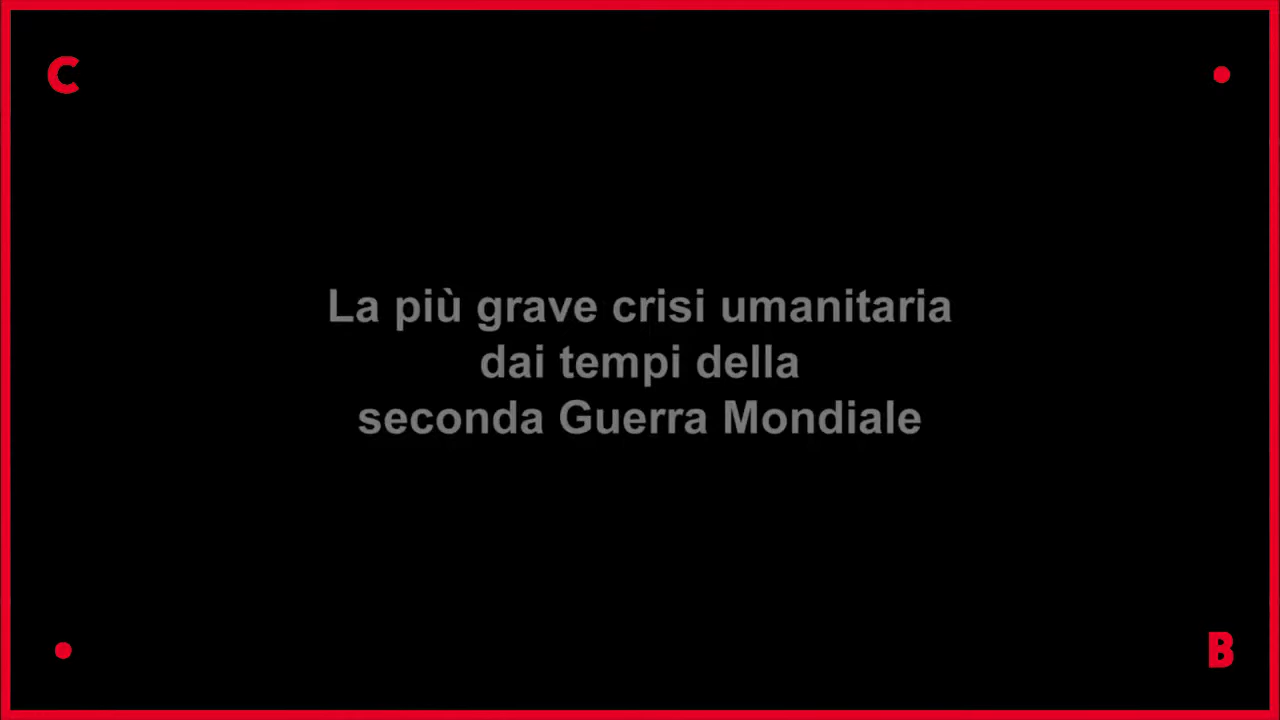 C
La più grave crisi umanitaria
dai tempi della
seconda Guerra Mondiale
B